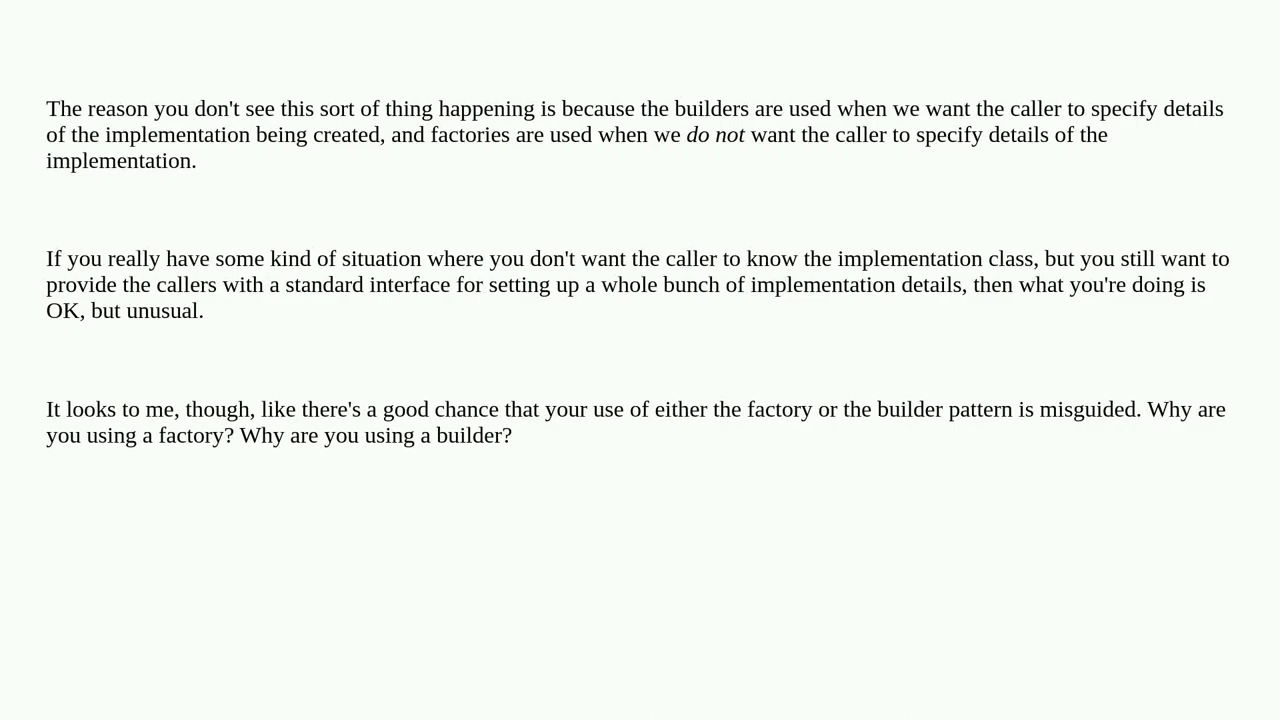 The reason you don't see this sort of thing happening is because the builders are used when we want the caller to specify details
of the implementation being created, and factories are used when we do not want the caller to specify details of the
implementation.
If you really have some kind of situation where you don't want the caller to know the implementation class, but you still want to
provide the callers with a standard interface for setting up a whole bunch of implementation details, then what you're doing is
OK, but unusual.
It looks to me, though, like there's a good chance that your use of either the factory or the builder pattern is misguided. Why are
you using a factory? Why are you using a builder?